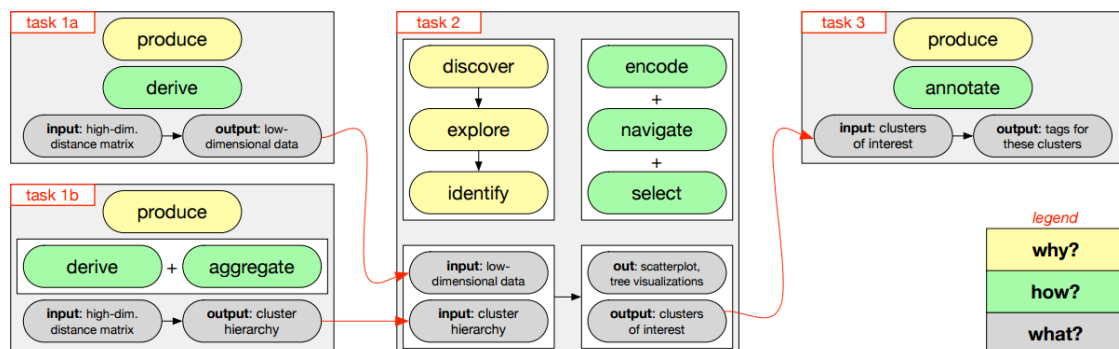 task 1a
produce
derive
input: high-dim.
distance matrix
output: low-
dimensional data
task 1b
produce
derive + aggregate
input: high-dim.
distance matrix
output: cluster
hierarchy
task 2
discover
explore
identify
encode
+
navigate
+
select
input: low-
dimensional data
input: cluster
hierarchy
out: scatterplot,
tree visualizations
output: clusters
of interest
task 3
produce
annotate
input: clusters
of interest
output: tags for
these clusters
legend
why?
how?
what?